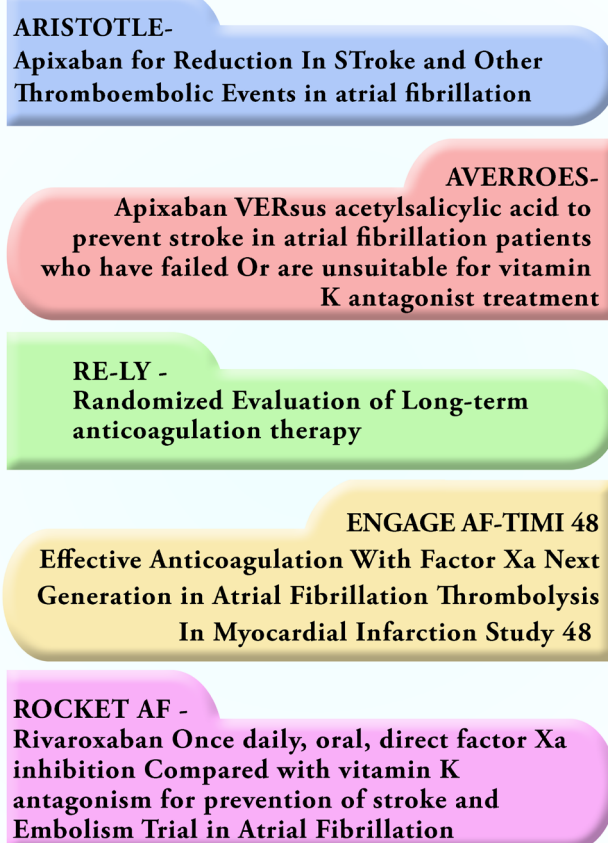 ARISTOTLE-
Apixaban for Reduction In STroke and Other
Thromboembolic Events in atrial fibrillation
AVERROES-
Apixaban VERsus acetylsalicylic acid to
prevent stroke in atrial fibrillation patients
who have failed Or are unsuitable for vitamin
K antagonist treatment
RE-LY -
Randomized Evaluation of Long-term
anticoagulation therapy
ENGAGE AF-TIMI 48
Effective Anticoagulation With Factor Xa Next
Generation in Atrial Fibrillation Thrombolysis
In Myocardial Infarction Study 48
ROCKET AF -
Rivaroxaban Once daily, oral, direct factor Xa
inhibition Compared with vitamin K
antagonism for prevention of stroke and
Embolism Trial in Atrial Fibrillation